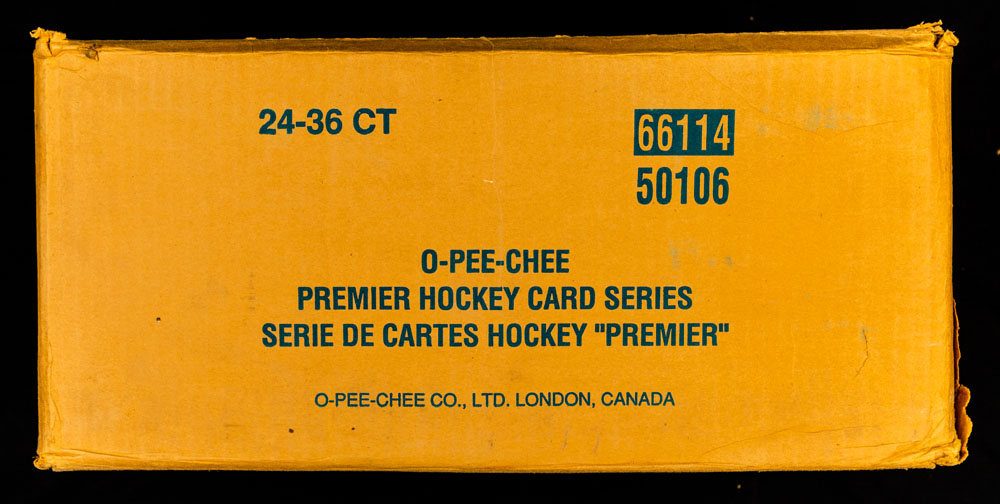 24-36 CT
66114
50106
O-PEE-CHEE
PREMIER HOCKEY CARD SERIES
SERIE DE CARTES HOCKEY "PREMIER"
O-PEE-CHEE CO., LTD. LONDON, CANADA